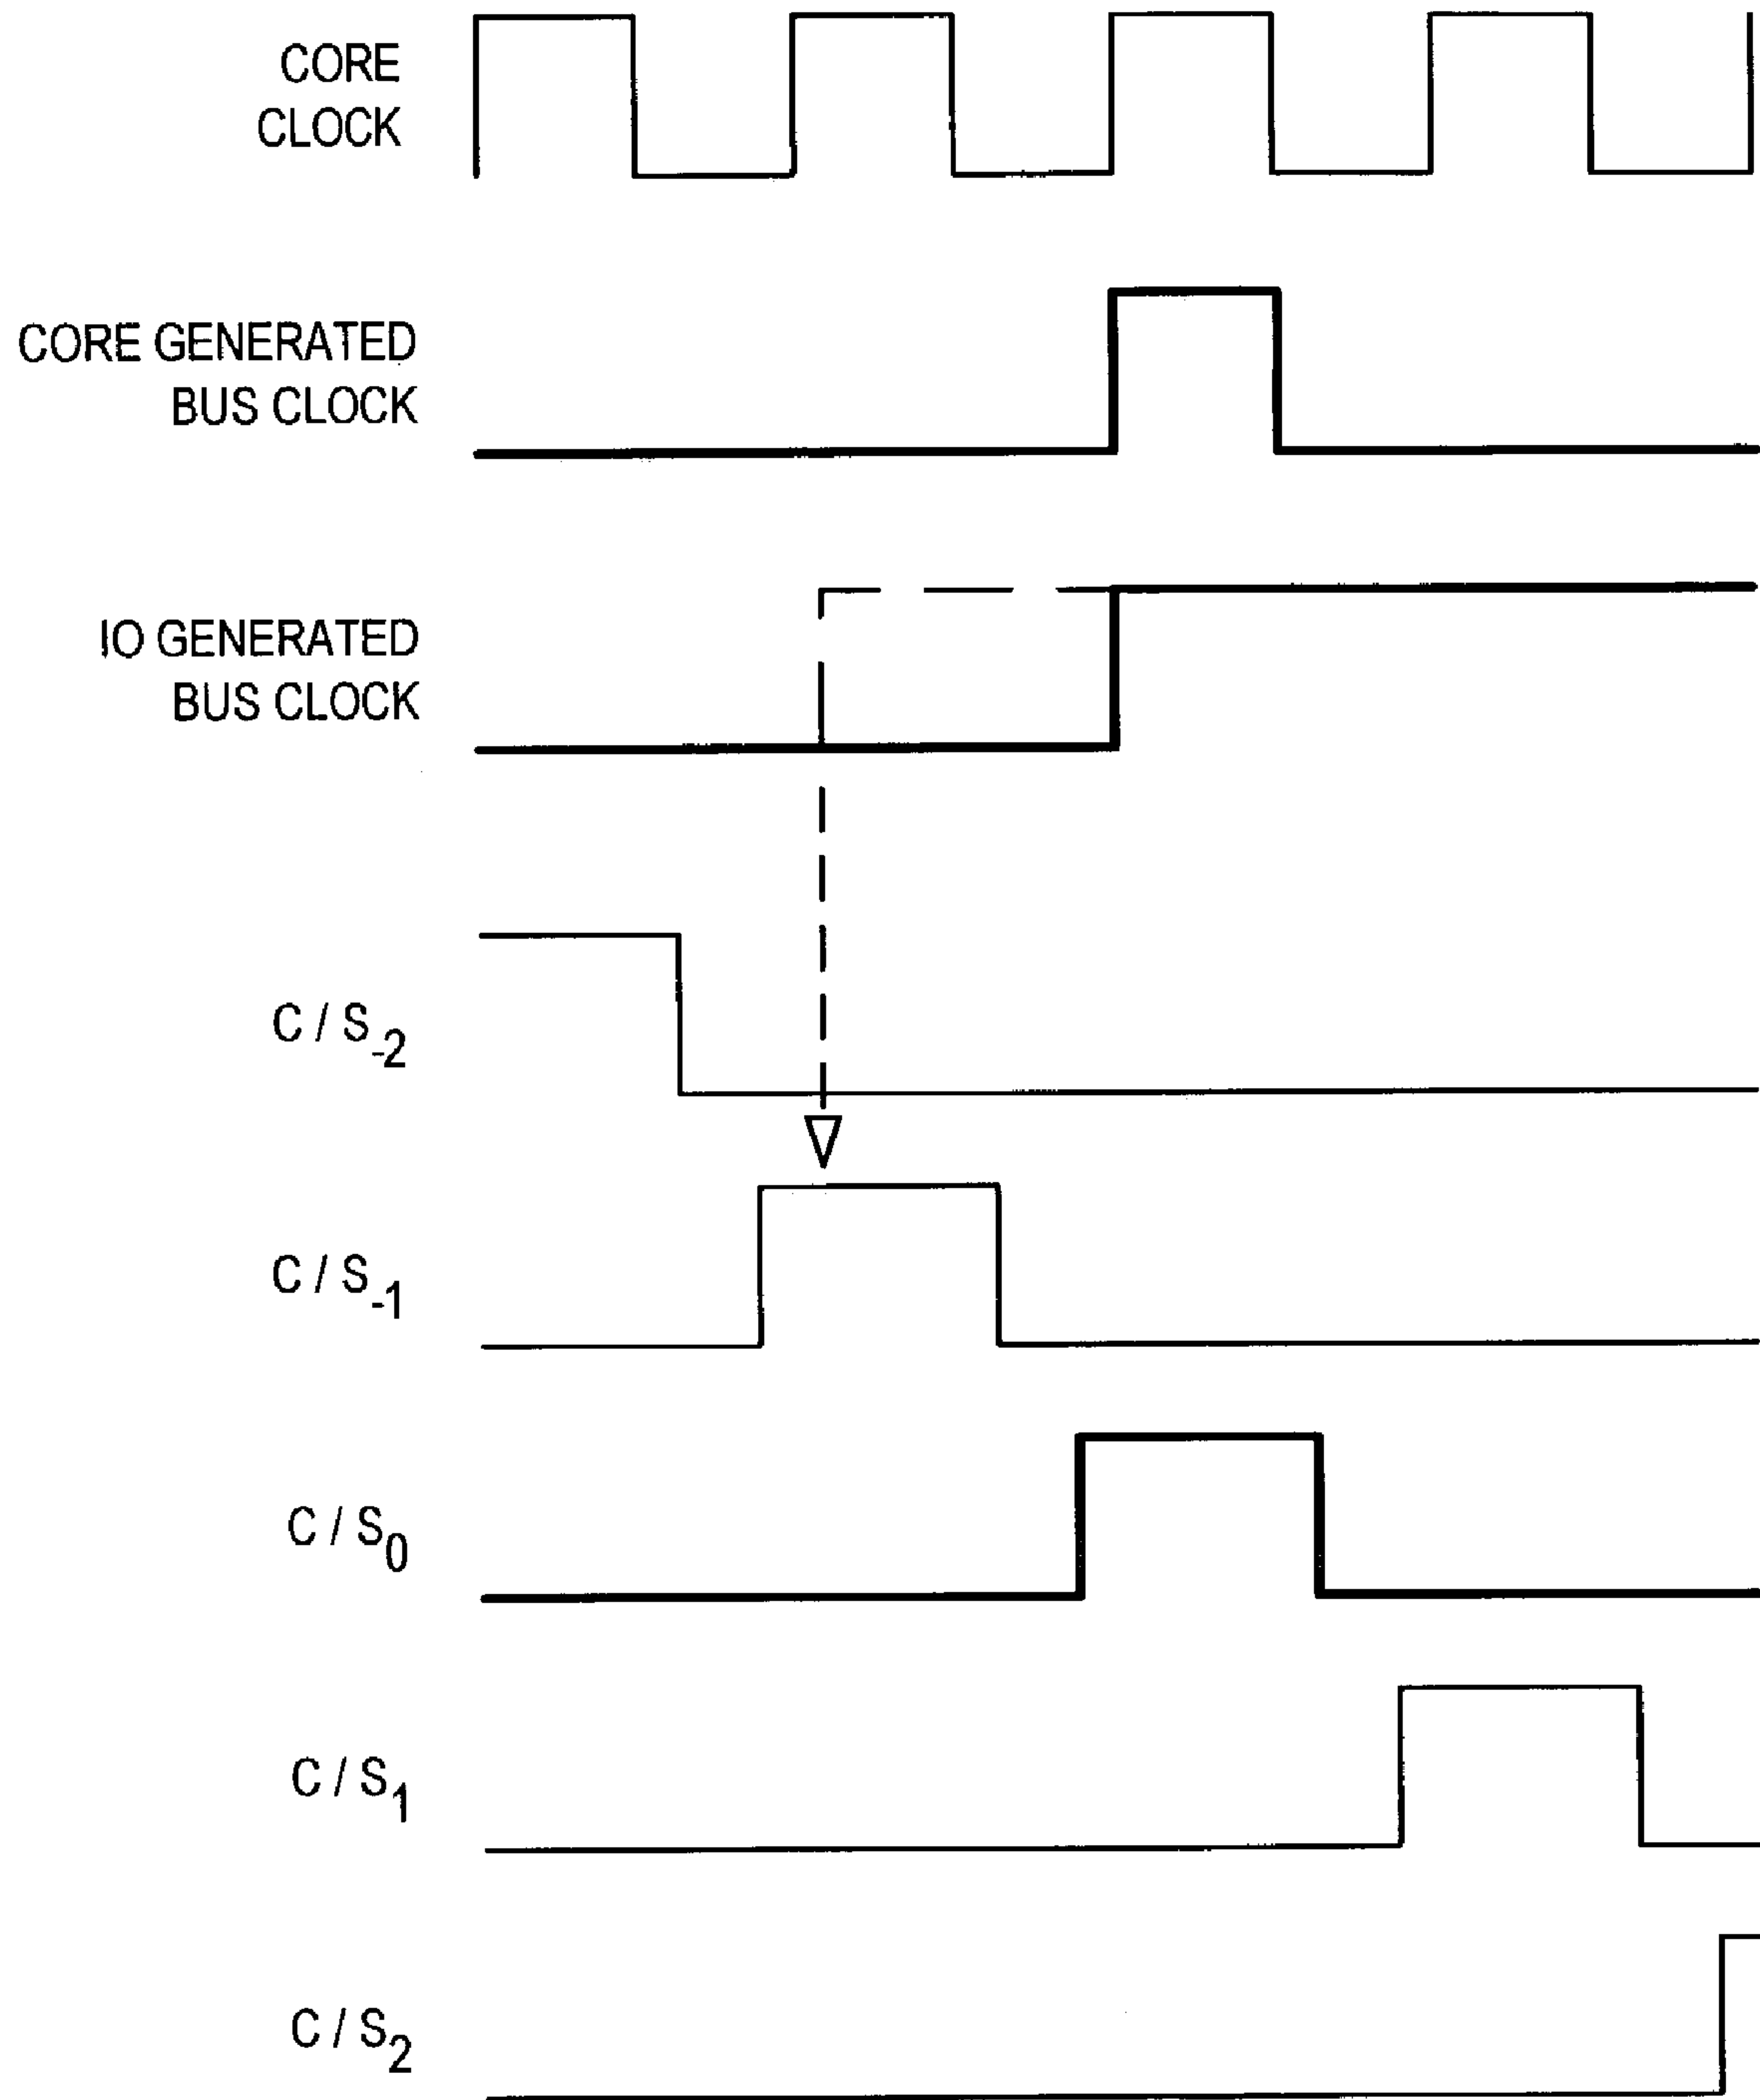 CORE
CLOCK
CORE GENERATED
BUS CLOCK
IO GENERATED
BUS CLOCK
C / S-2
C / S-1
C / S0
C / S1
C / S2